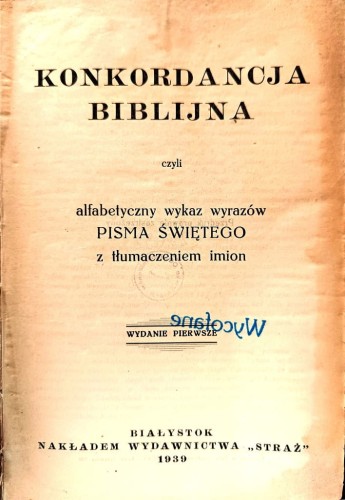 KONKORDANCJA
BIBLIJNA
czyli
alfabetyczny wykaz wyrazów
PISMA ŚWIĘTEGO
z tłumaczeniem imion
Wycofane
WYDANIE PIERWSZE
BIAŁYSTOK
NAKŁADEM WYDAWNICTWA „STRAŻ"
1939